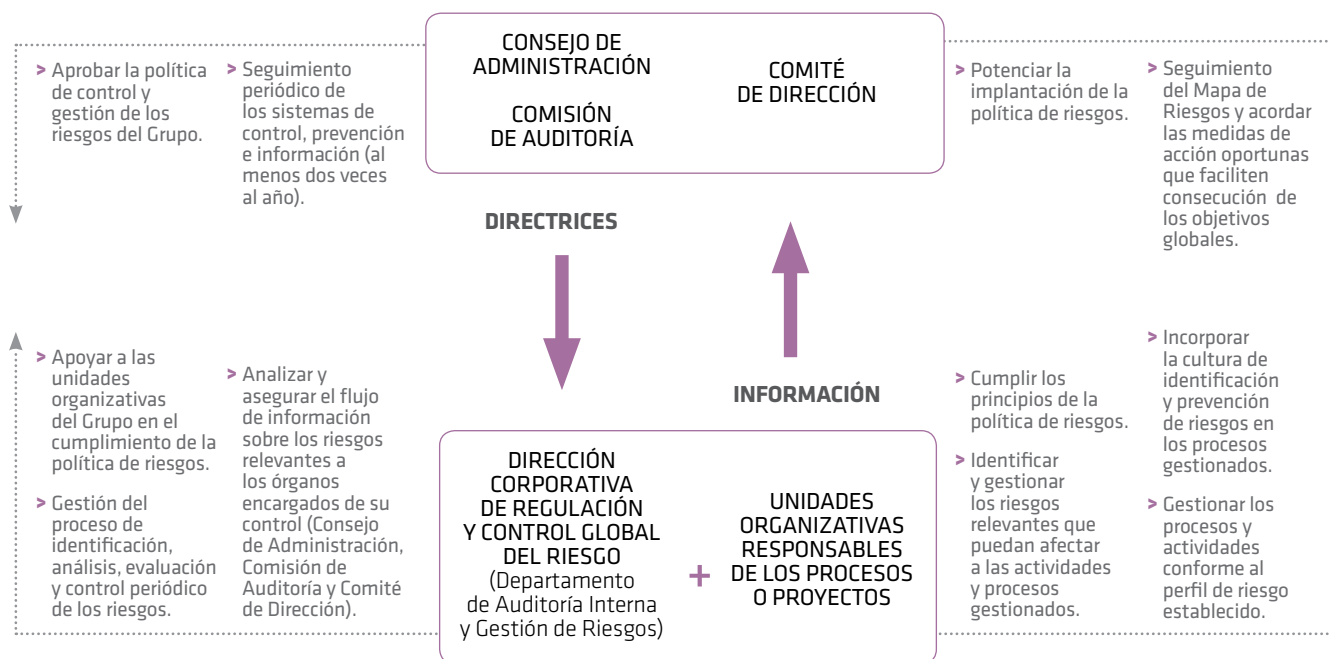 CONSEJO DE
ADMINISTRACIÓN
COMISIÓN
DE AUDITORÍA
COMITÉ
DE DIRECCIÓN
> Aprobar la política
de control y
gestión de los
riesgos del Grupo.
> Seguimiento
periódico de
los sistemas de
control, prevención
e información (al
menos dos veces
al año).
> Potenciar la
implantación de la
política de riesgos.
> Seguimiento
del Mapa de
Riesgos y acordar
las medidas de
acción oportunas
que faciliten
consecución de
los objetivos
globales.
DIRECTRICES
INFORMACIÓN
> Apoyar a las
unidades
organizativas
del Grupo en el
cumplimiento de la
política de riesgos.
> Gestión del
proceso de
identificación,
análisis, evaluación
y control periódico
de los riesgos.
> Analizar y
asegurar el flujo
de información
sobre los riesgos
relevantes a
los órganos
encargados de su
control (Consejo
de Administración,
Comisión de
Auditoría y Comité
de Dirección).
DIRECCIÓN
CORPORATIVA
DE REGULACIÓN
Y CONTROL GLOBAL
DEL RIESGO
(Departamento
de Auditoría Interna
y Gestión de Riesgos)
+
UNIDADES
ORGANIZATIVAS
RESPONSABLES
DE LOS PROCESOS
O PROYECTOS
> Cumplir los
principios de la
política de riesgos.
> Identificar
y gestionar
los riesgos
relevantes que
puedan afectar
a las actividades
y procesos
gestionados.
> Incorporar
la cultura de
identificación
y prevención
de riesgos en
los procesos
gestionados.
> Gestionar los
procesos y
actividades
conforme al
perfil de riesgo
establecido.